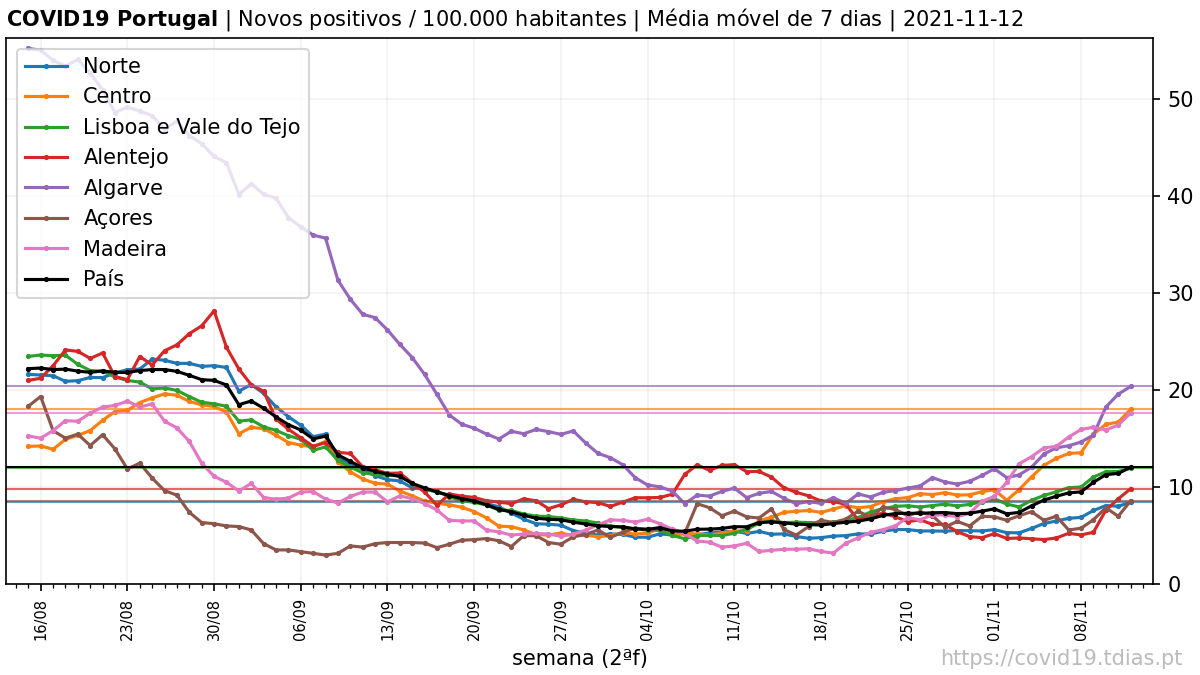 COVID19 Portugal | Novos positivos / 100.000 habitantes | Média móvel de 7 dias | 2021-11-12
Norte
Centro
Lisboa e Vale do Tejo
Alentejo
Algarve
Açores
Madeira
País
50
40
30
20
10
0
16/08 23/08 30/08 06/09 13/09 20/09 27/09 04/10 11/10 18/10 25/10 01/11 08/11
semana (2ªf)
https://covid19.tdias.pt